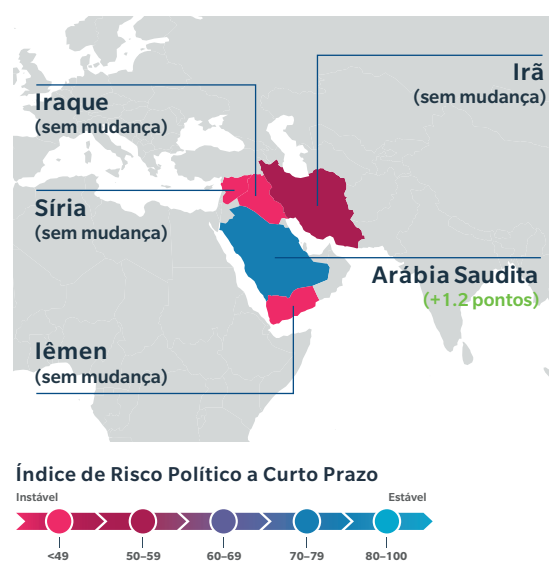 Irã
(sem mudança)
Iraque
(sem mudança)
Síria
(sem mudança)
Arábia Saudita
(+1.2 pontos)
Iêmen
(sem mudança)
Índice de Risco Político a Curto Prazo
Instável Estável
<49 50–59 60–69 70–79 80–100